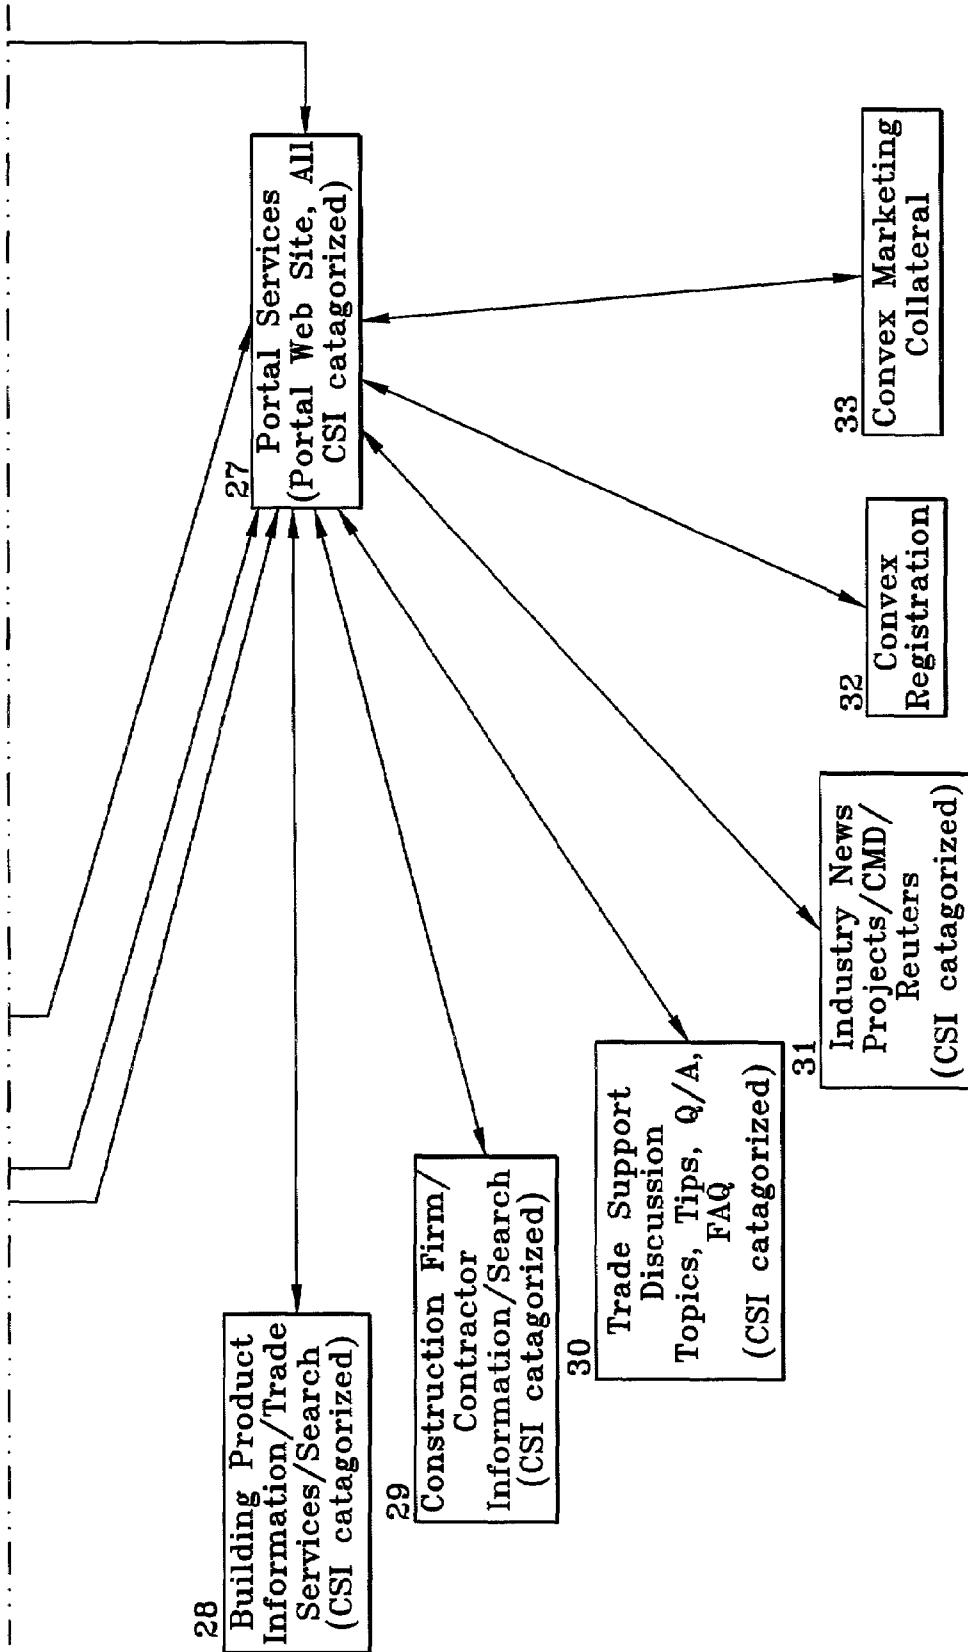 27
Portal Services
(Portal Web Site, All
CSI catagorized)
28
Building Product
Information/Trade
Services/Search
(CSI catagorized)
29
Construction Firm/
Contractor
Information/Search
(CSI catagorized)
30
Trade Support
Discussion
Topics, Tips, Q/A,
FAQ
(CSI catagorized)
31
Industry News
Projects/CMD/
Reuters
(CSI catagorized)
32
Convex
Registration
33
Convex Marketing
Collateral